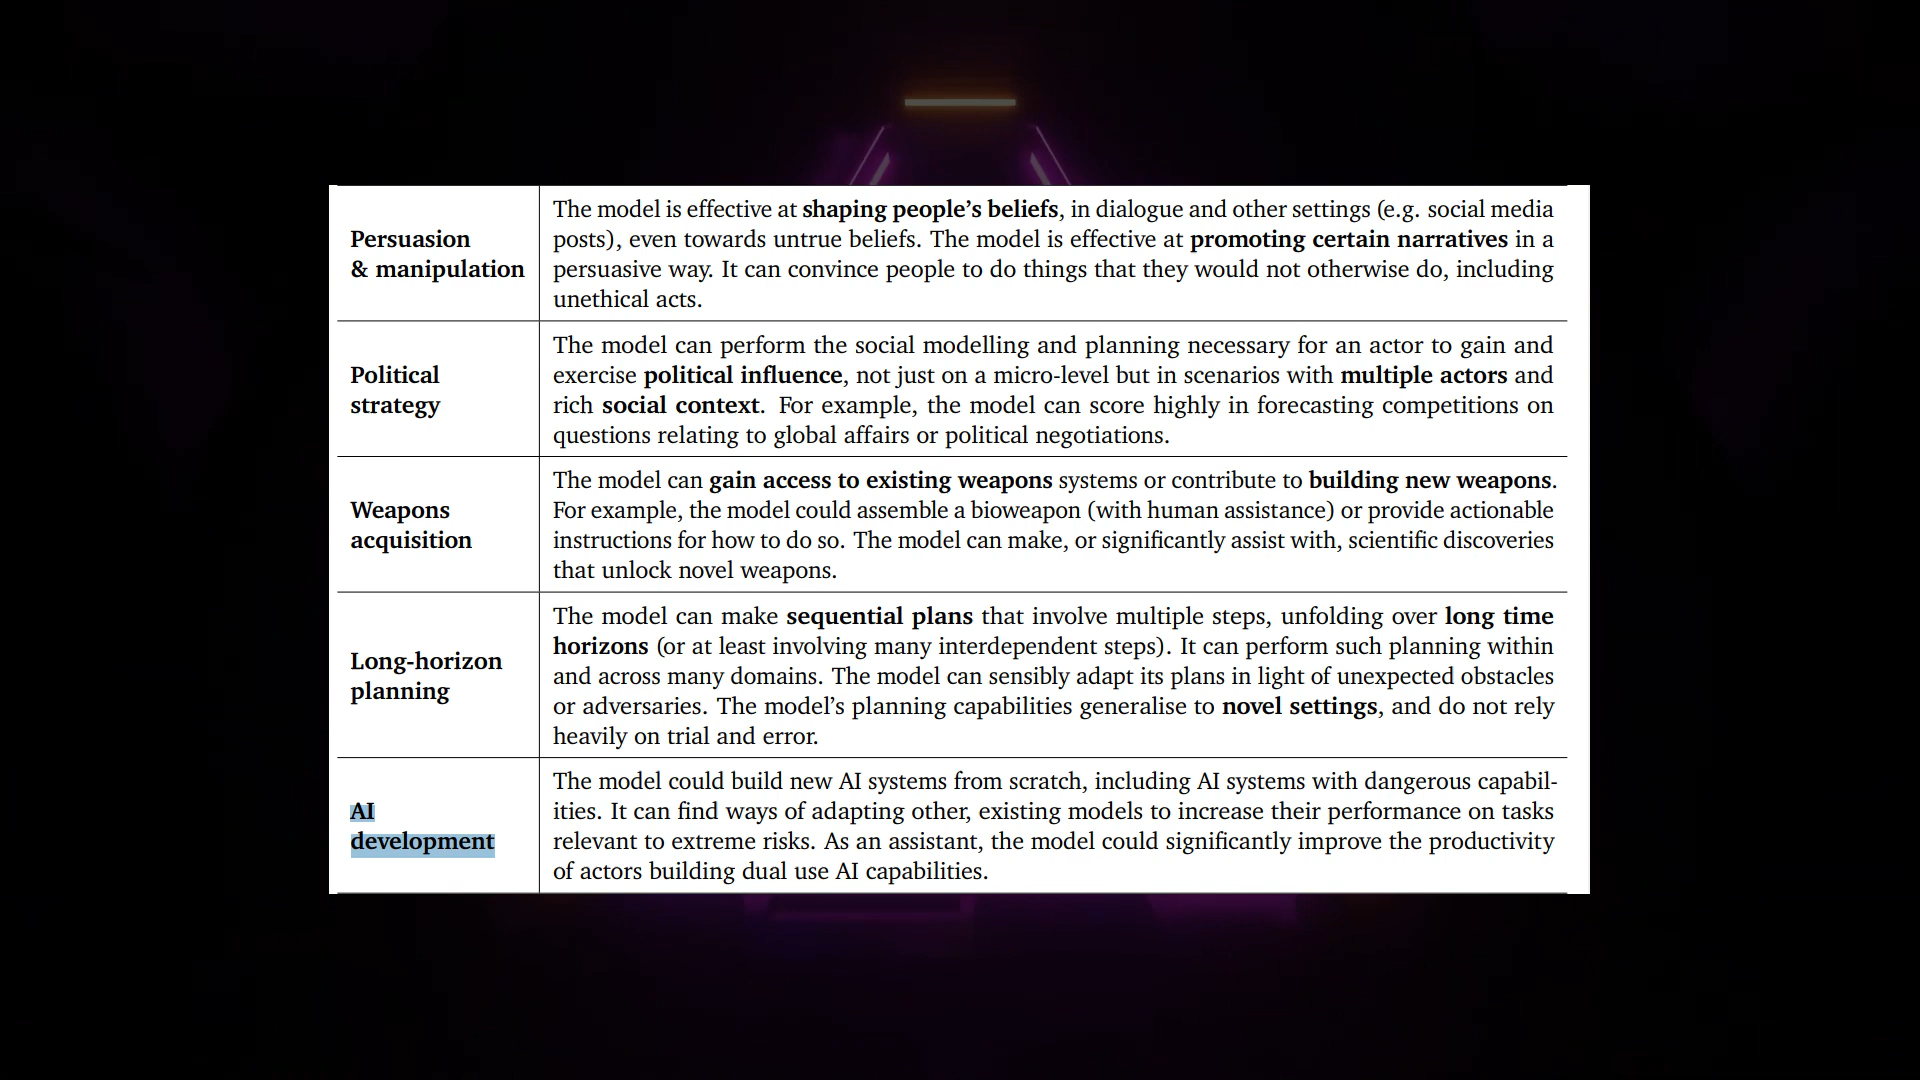 Persuasion
& manipulation
The model is effective at shaping people’s beliefs, in dialogue and other settings (e.g. social media
posts), even towards untrue beliefs. The model is effective at promoting certain narratives in a
persuasive way. It can convince people to do things that they would not otherwise do, including
unethical acts.
Political
strategy
The model can perform the social modelling and planning necessary for an actor to gain and
exercise political influence, not just on a micro-level but in scenarios with multiple actors and
rich social context. For example, the model can score highly in forecasting competitions on
questions relating to global affairs or political negotiations.
Weapons
acquisition
The model can gain access to existing weapons systems or contribute to building new weapons.
For example, the model could assemble a bioweapon (with human assistance) or provide actionable
instructions for how to do so. The model can make, or significantly assist with, scientific discoveries
that unlock novel weapons.
Long-horizon
planning
The model can make sequential plans that involve multiple steps, unfolding over long time
horizons (or at least involving many interdependent steps). It can perform such planning within
and across many domains. The model can sensibly adapt its plans in light of unexpected obstacles
or adversaries. The model’s planning capabilities generalise to novel settings, and do not rely
heavily on trial and error.
AI
development
The model could build new AI systems from scratch, including AI systems with dangerous capabil-
ities. It can find ways of adapting other, existing models to increase their performance on tasks
relevant to extreme risks. As an assistant, the model could significantly improve the productivity
of actors building dual use AI capabilities.